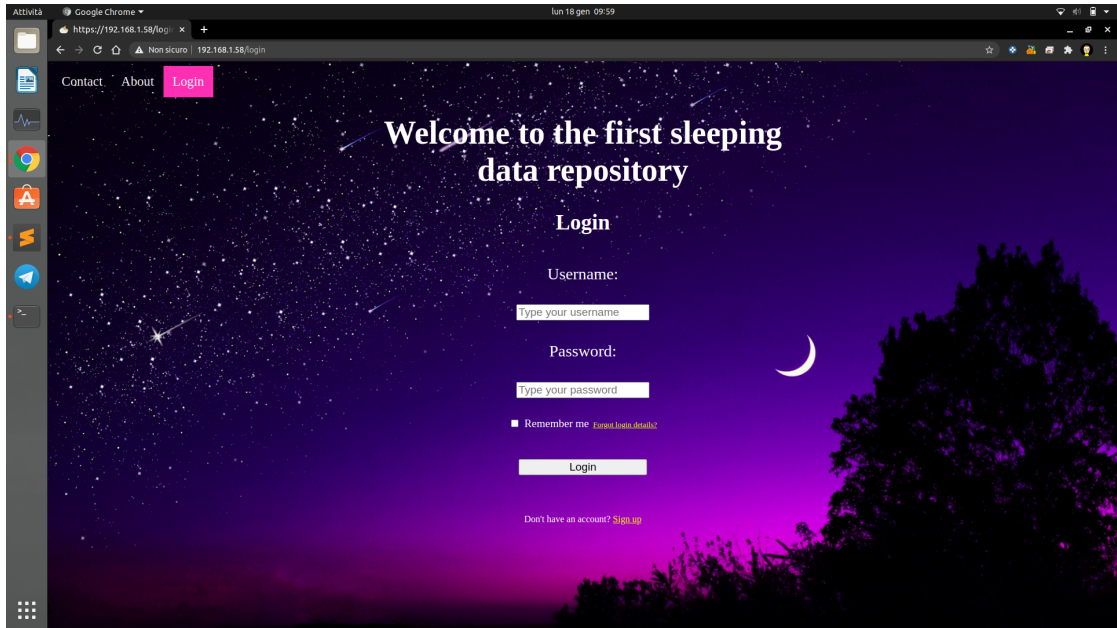 Attività
Google Chrome
lun 18 gen 09:59
https://192.168.1.58/logi
Non sicuro | 192.168.1.58/login
Contact About Login
Welcome to the first sleeping
data repository
Login
Username:
Type your username
Password:
Type your password
Remember me Forgot login details?
Login
Don't have an account? Sign up